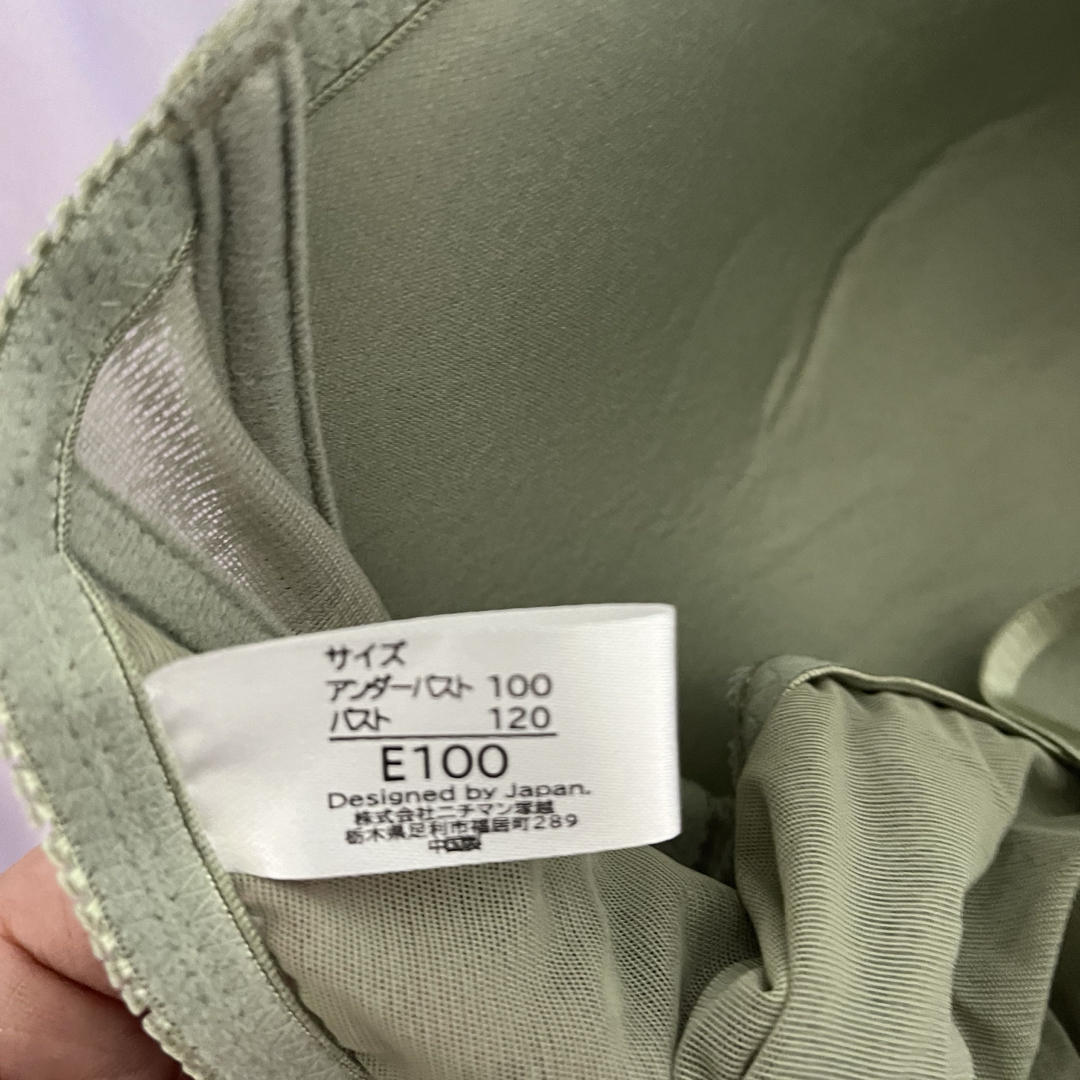 サイズ
アンダーバスト 100
バスト 120
E100
Designed by Japan.
株式会社ニチマン塚越
栃木県足利市福居町289
中国製